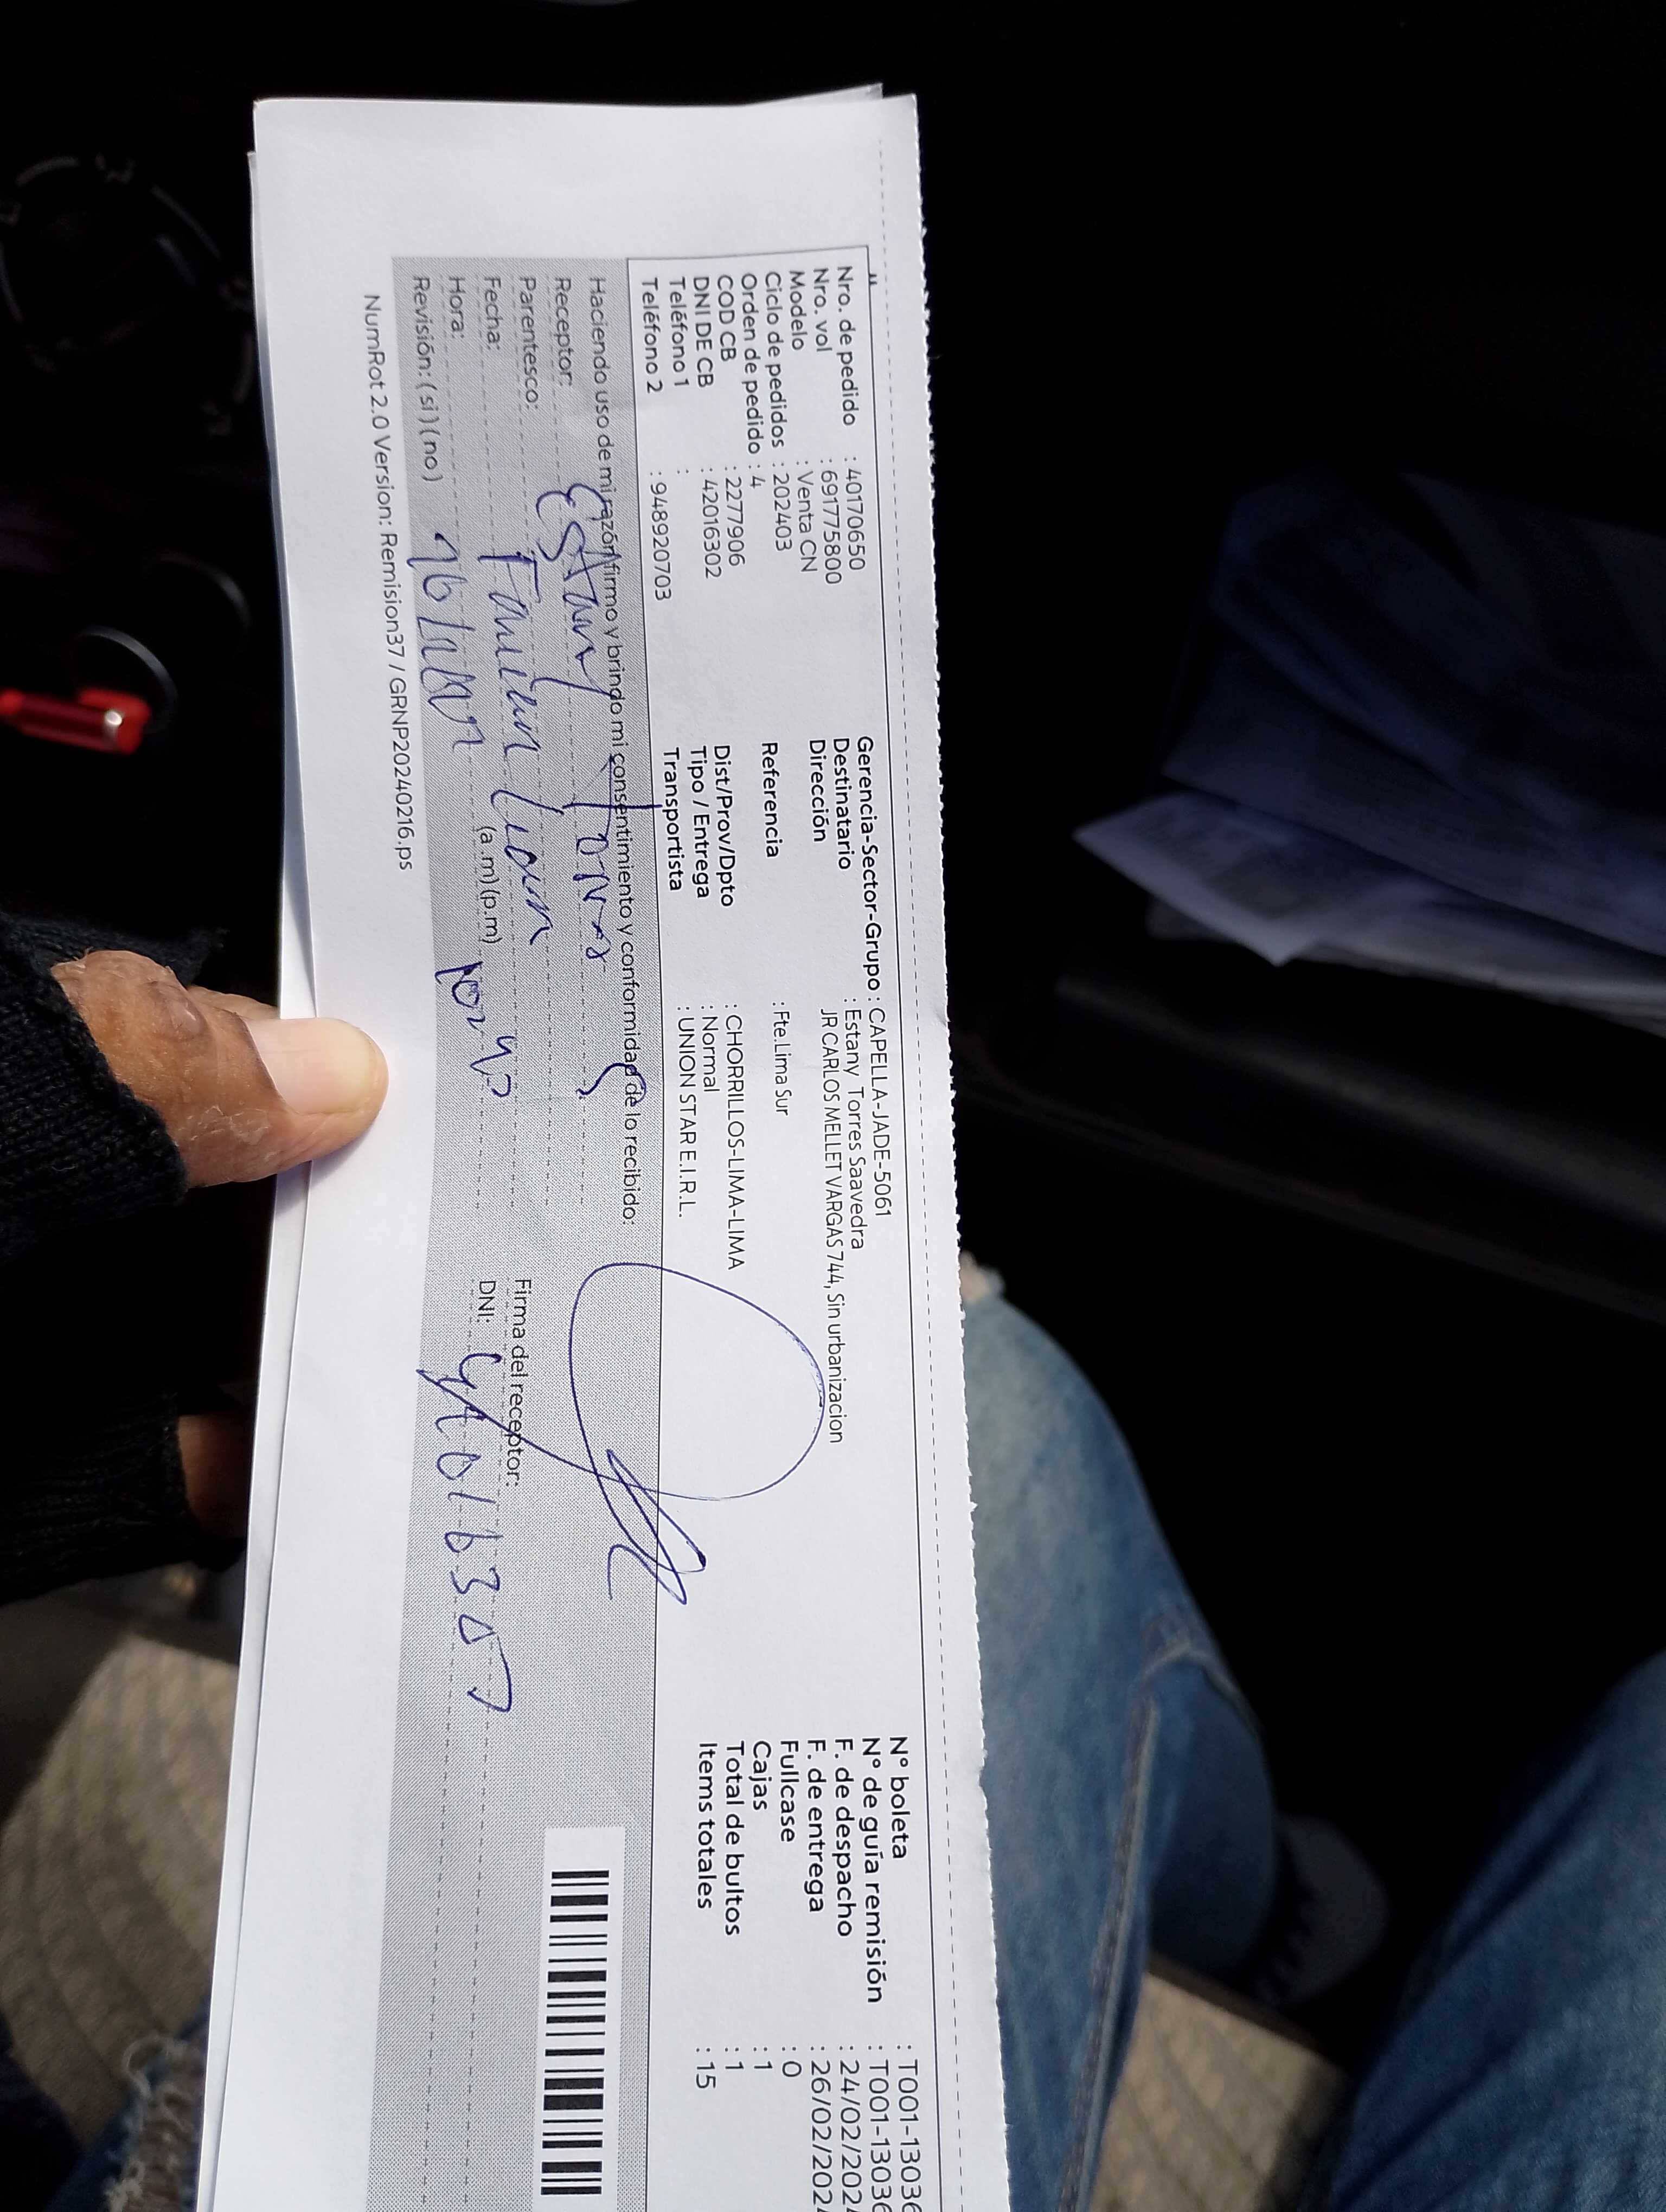 Nro. de pedido : 40170650
Nro. vol : 691775800
Modelo : Venta CN
Ciclo de pedidos : 202403
Orden de pedido : 4
COD CB : 2277906
DNI DE CB : 42016302
Teléfono 1 :
Teléfono 2 : 948920703
Gerencia-Sector-Grupo : CAPELLA-JADE-5061
Destinatario : Estany Torres Saavedra
Dirección JR CARLOS MELLET VARGAS 744, Sin urbanizacion
Referencia : Fte.Lima Sur
Dist/Prov/Dpto : CHORRILLOS-LIMA-LIMA
Tipo / Entrega : Normal
Transportista : UNION STAR E.I.R.L.
N° boleta : T001-13036
N° de guía remisión : T001-13036
F. de despacho : 24/02/2024
F. de entrega : 26/02/2024
Fullcase : 0
Cajas : 1
Total de bultos : 1
Items totales : 15
Haciendo uso de mi razón firmo y brindo mi consentimiento y conformidad de lo recibido:
Receptor: Estany Torres
Parentesco:
Fecha:
Hora: (a.m) (p.m)
Revisión: (si) (no)
Firma del receptor:
DNI:
NumRot 2.0 Version: Remision37 / GRNP20240216.ps